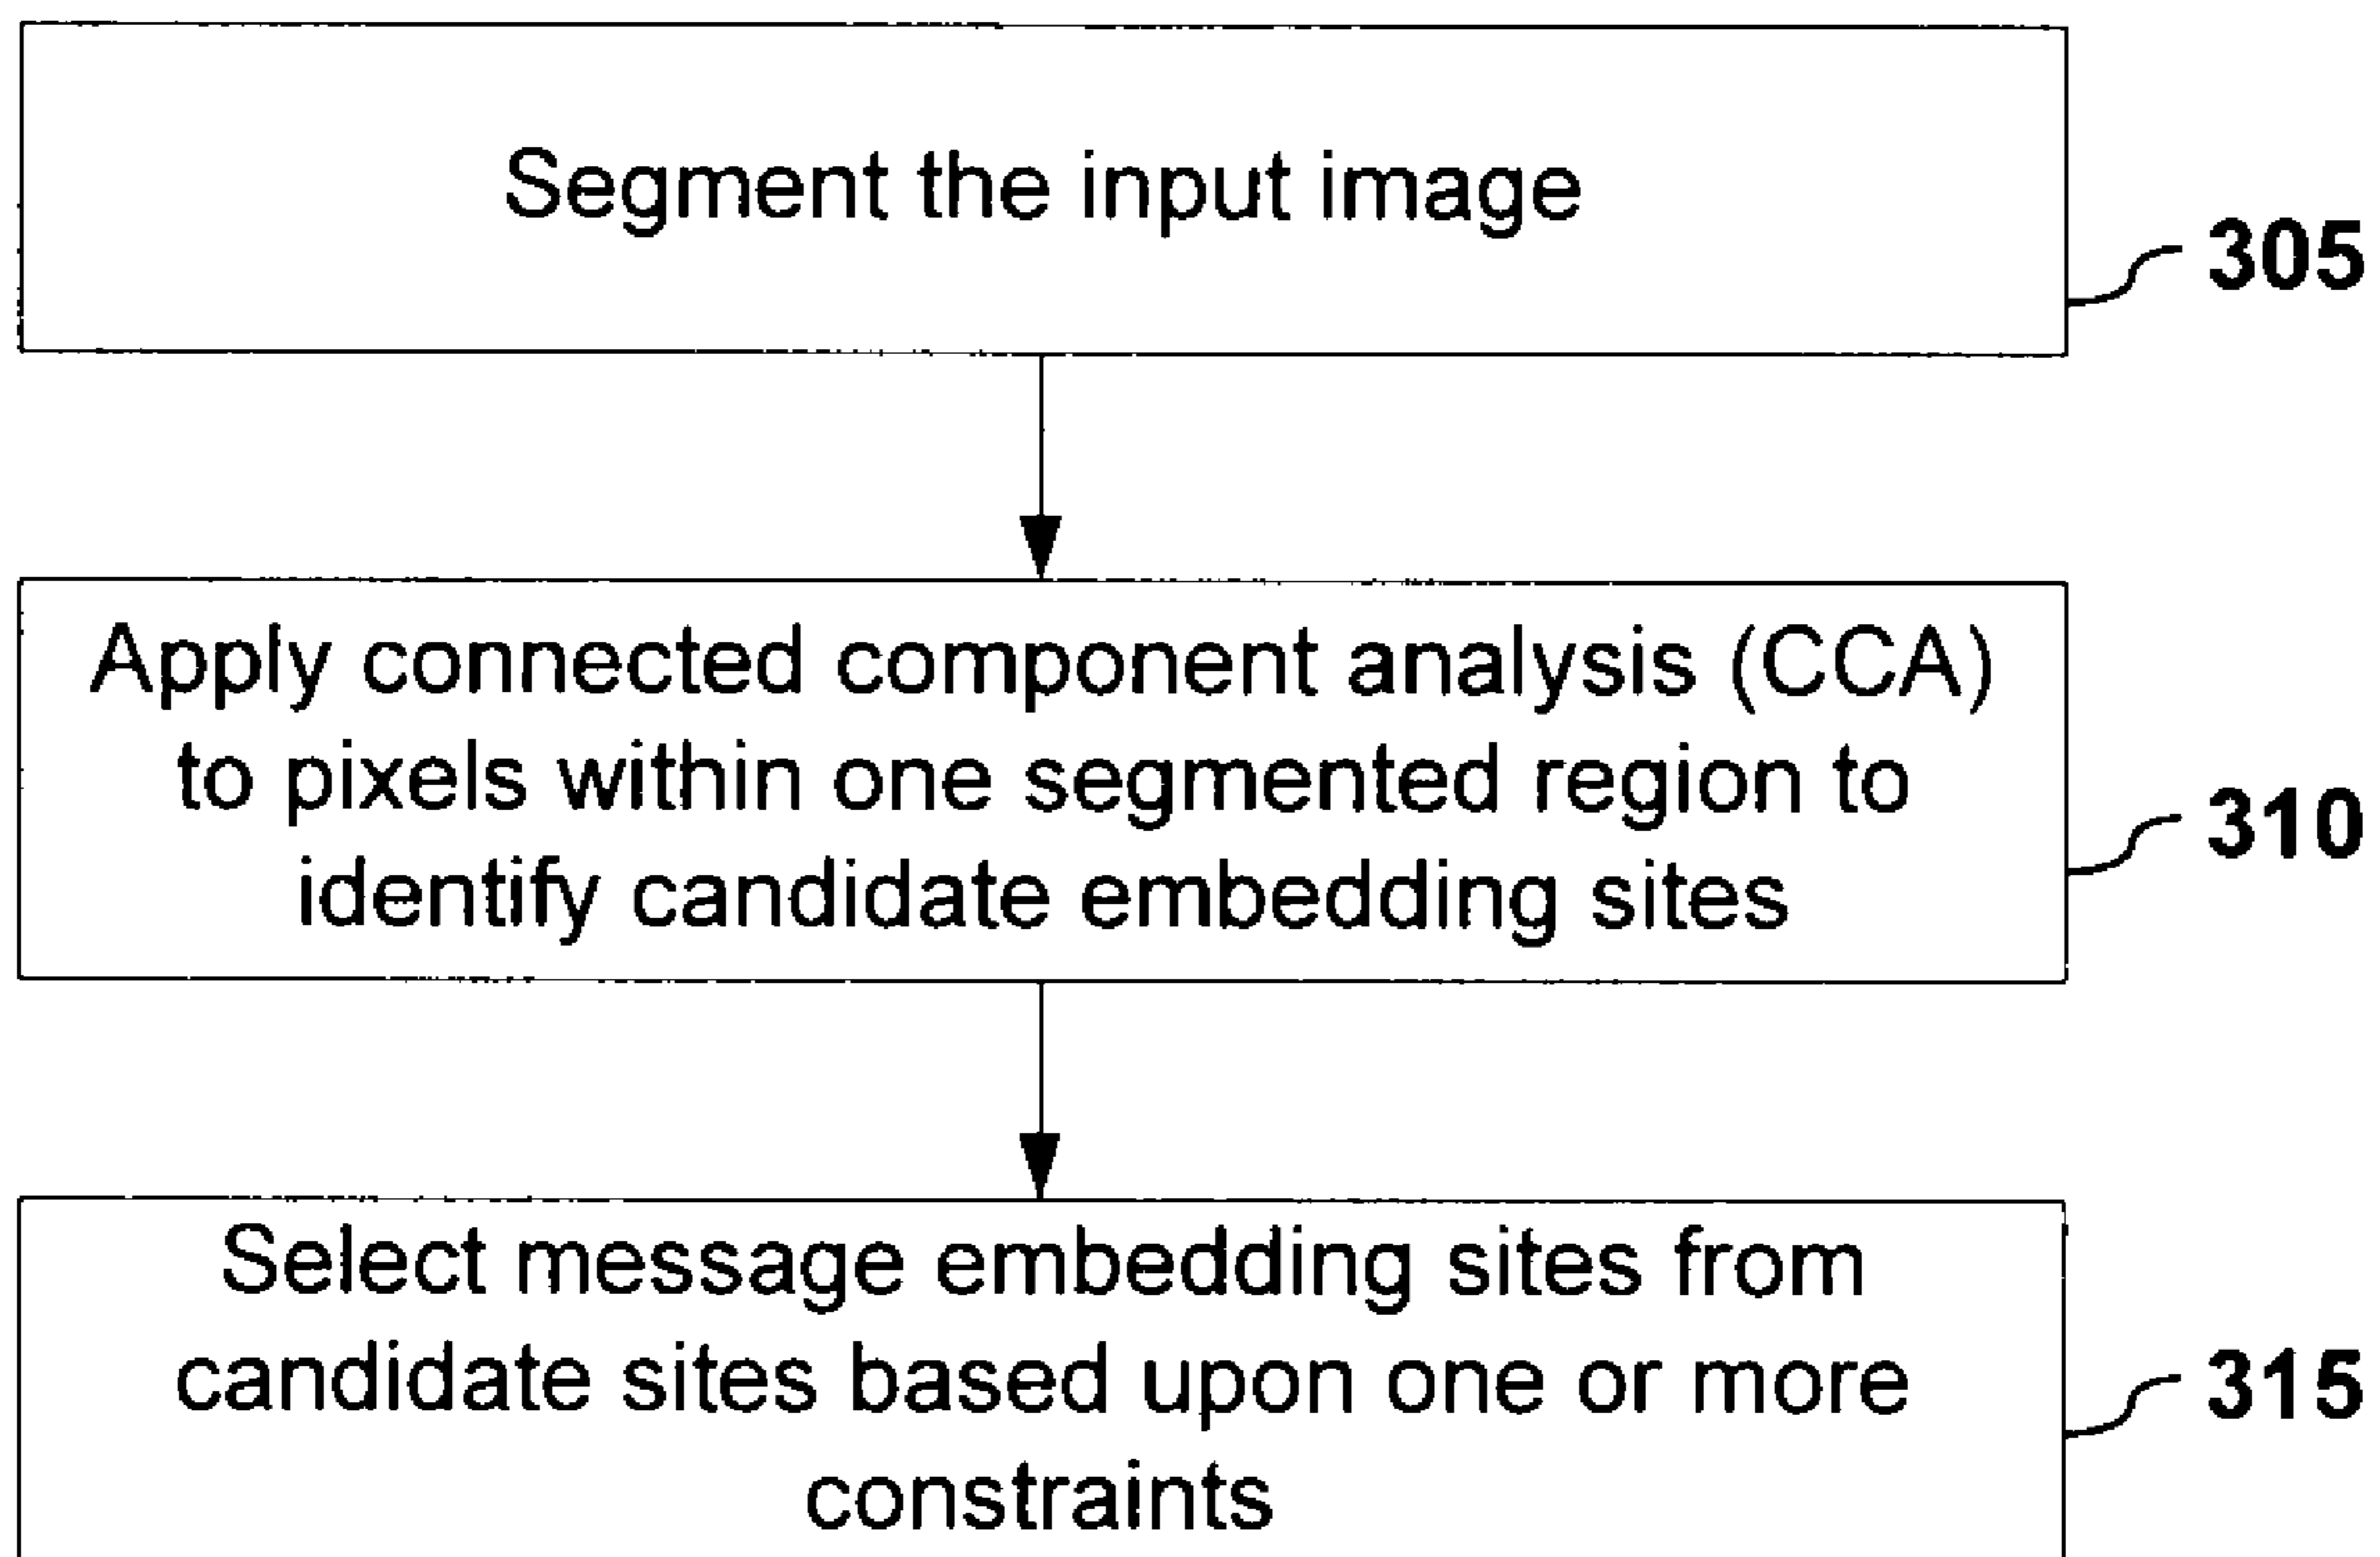 Segment the input image
305
Apply connected component analysis (CCA)
to pixels within one segmented region to
identify candidate embedding sites
310
Select message embedding sites from
candidate sites based upon one or more
constraints
315